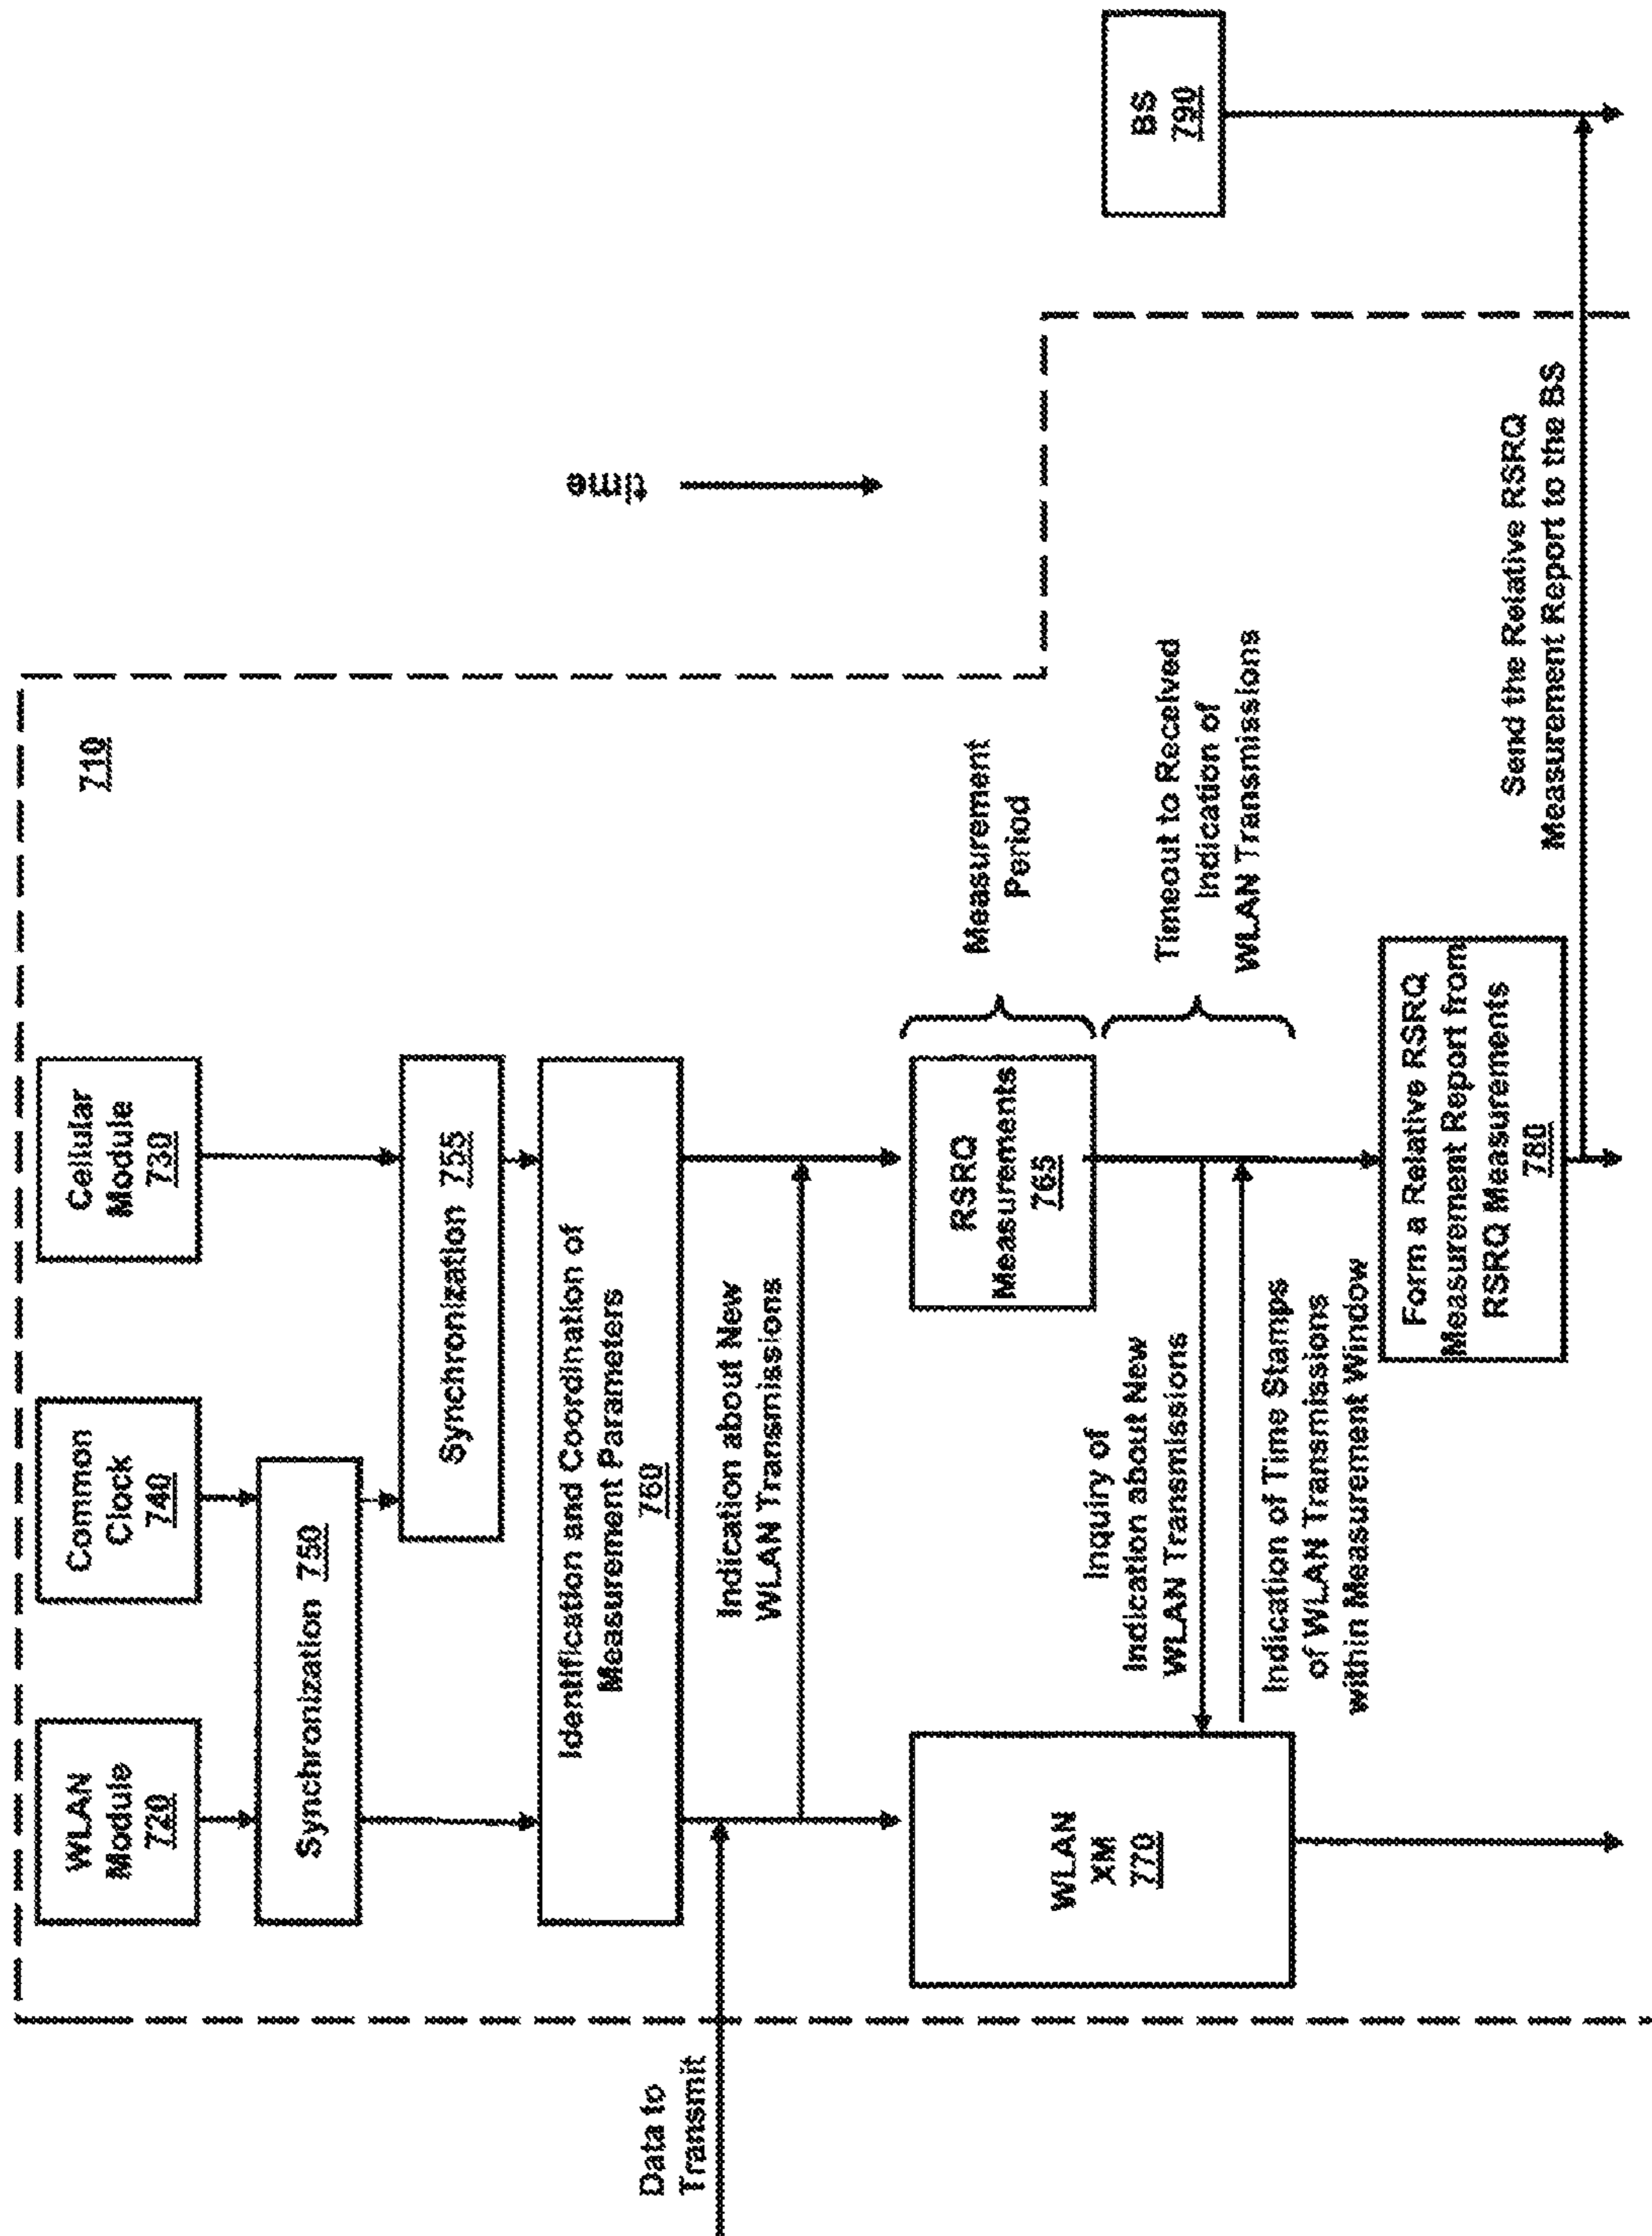 710
WLAN
Module
720
Common
Clock
740
Cellular
Module
730
Synchronization 750
Synchronization 755
Identification and Coordination of
Measurement Parameters
760
time
Data to
Transmit
Indication about New
WLAN Transmissions
WLAN
XM
770
RSRQ
Measurements
765
Measurement
Period
Inquiry of
Indication about New
WLAN Transmissions
Timeout to Received
Indication of
WLAN Transmissions
BS
790
Indication of Time Stamps
of WLAN Transmissions
within Measurement Window
Form a Relative RSRQ
Measurement Report from
RSRQ Measurements
780
Send the Relative RSRQ
Measurement Report to the BS